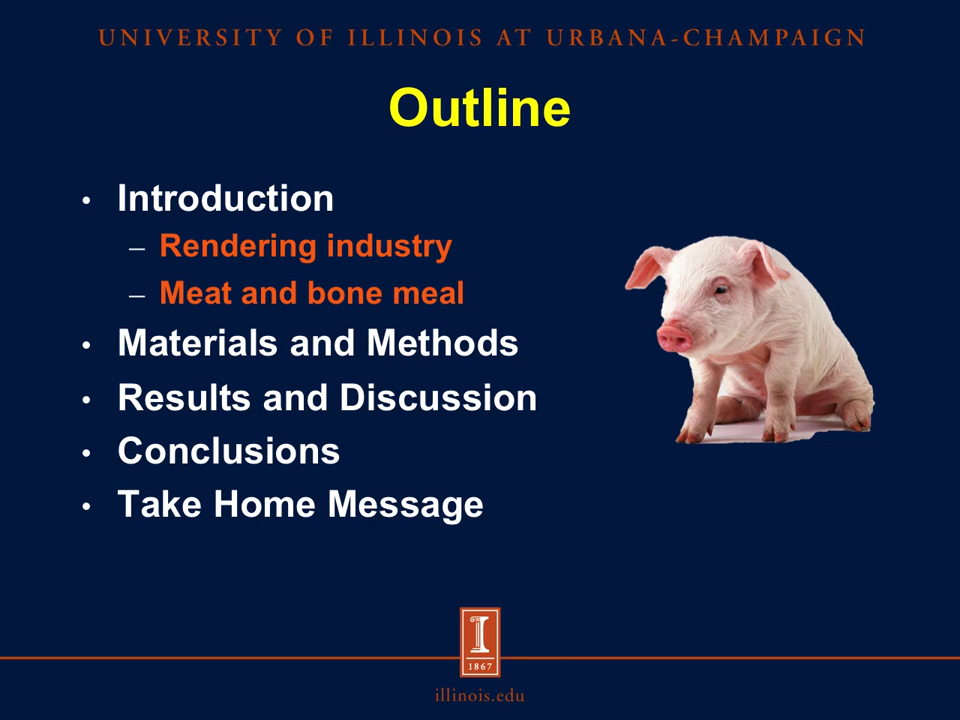 UNIVERSITY OF ILLINOIS AT URBANA-CHAMPAIGN
Outline
• Introduction
– Rendering industry
– Meat and bone meal
• Materials and Methods
• Results and Discussion
• Conclusions
• Take Home Message
I
1867
illinois.edu